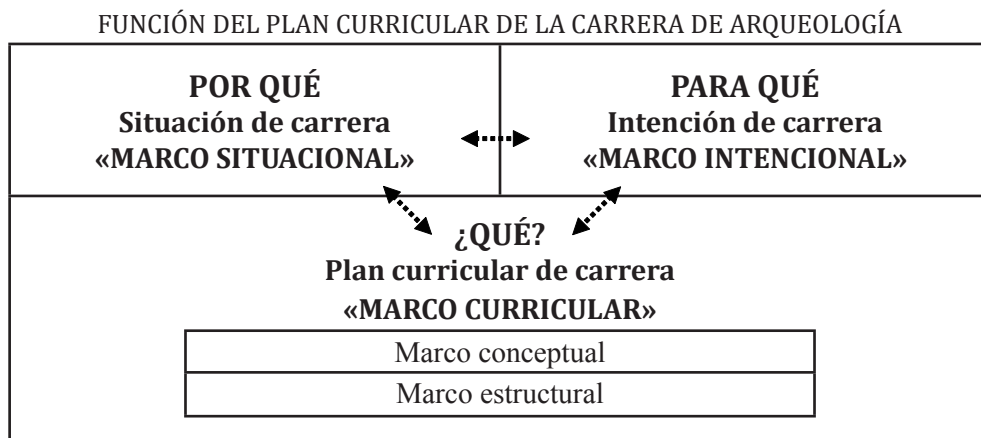 FUNCIÓN DEL PLAN CURRICULAR DE LA CARRERA DE ARQUEOLOGÍA
POR QUÉ
Situación de carrera
«MARCO SITUACIONAL»
PARA QUÉ
Intención de carrera
«MARCO INTENCIONAL»
¿QUÉ?
Plan curricular de carrera
«MARCO CURRICULAR»
Marco conceptual
Marco estructural